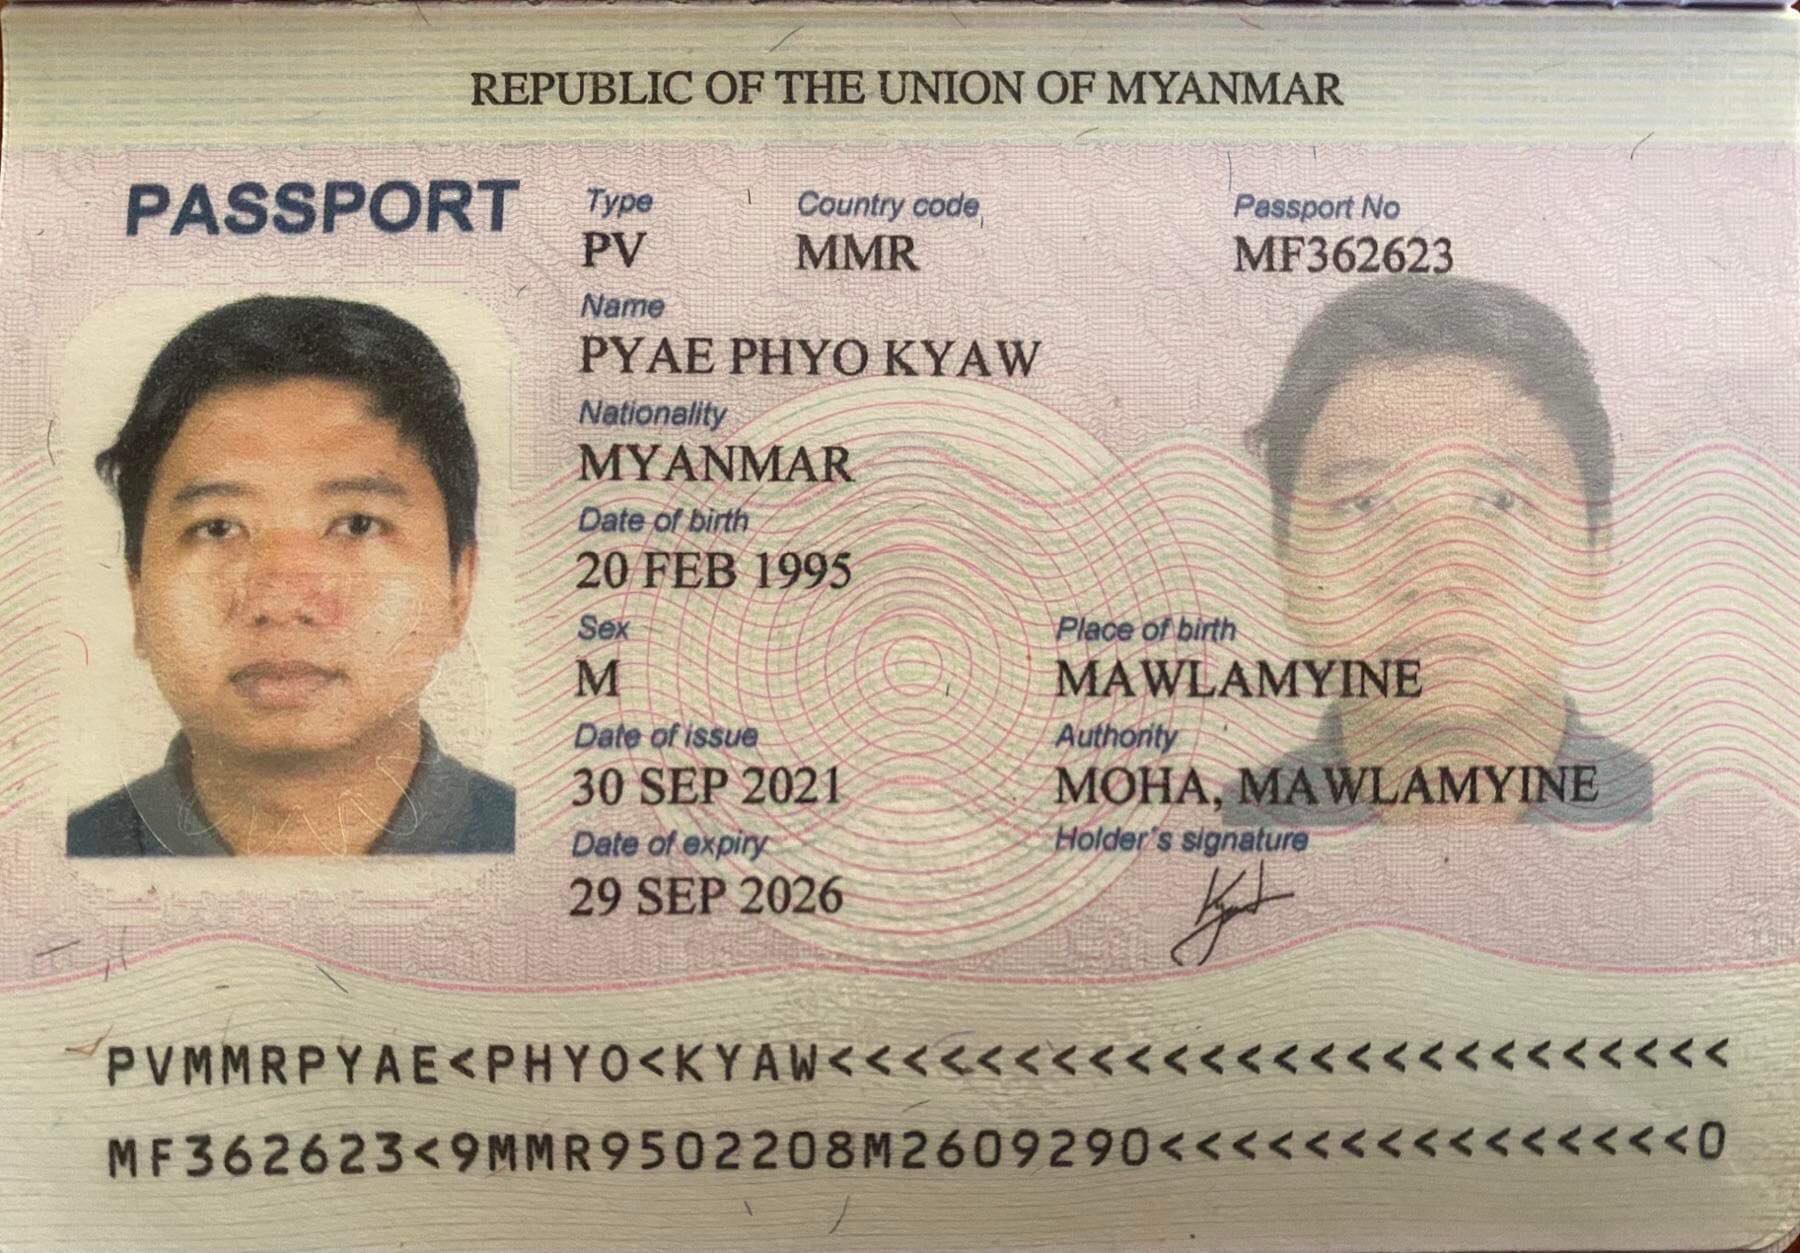 REPUBLIC OF THE UNION OF MYANMAR
PASSPORT
Type Country code Passport No
PV MMR MF362623
Name
PYAE PHYO KYAW
Nationality
MYANMAR
Date of birth
20 FEB 1995
Sex Place of birth
M MAWLAMYINE
Date of issue Authority
30 SEP 2021 MOHA, MAWLAMYINE
Date of expiry Holder's signature
29 SEP 2026
PVMMRPYAE<PHYO<KYAW<<<<<<<<<<<<<<<<<<<<<<<<<
MF362623<9MMR9502208M2609290<<<<<<<<<<<<<<<0